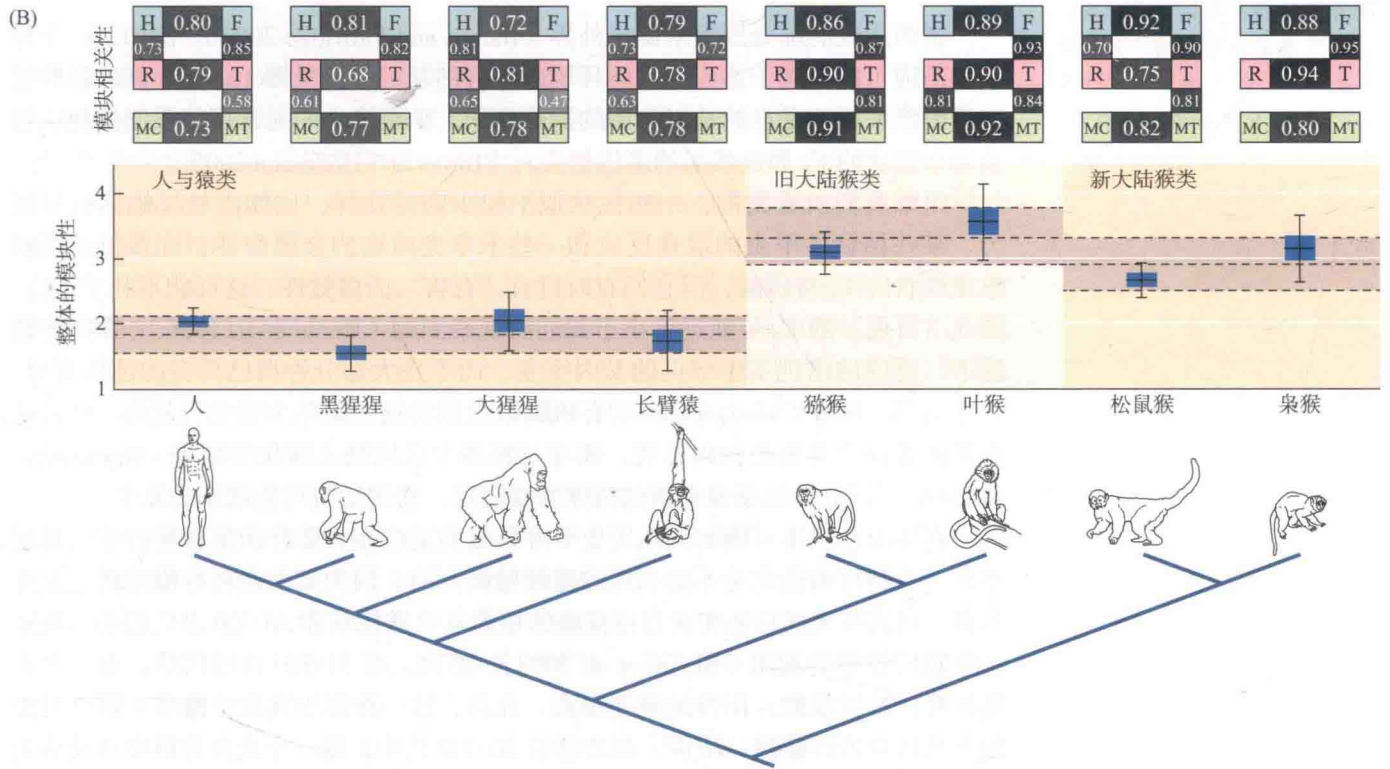 (B)
H 0.80 F H 0.81 F H 0.72 F H 0.79 F H 0.86 F H 0.89 F H 0.92 F H 0.88 F
0.73 0.85 0.82 0.81 0.73 0.72 0.87 0.93 0.70 0.90 0.95
R 0.79 T R 0.68 T R 0.81 T R 0.78 T R 0.90 T R 0.90 T R 0.75 T R 0.94 T
0.58 0.61 0.65 0.47 0.63 0.81 0.81 0.84 0.81
MC 0.73 MT MC 0.77 MT MC 0.78 MT MC 0.78 MT MC 0.91 MT MC 0.92 MT MC 0.82 MT MC 0.80 MT
模块相关性
人与猿类 旧大陆猴类 新大陆猴类
整体的模块性
4
3
2
1
人 黑猩猩 大猩猩 长臂猿 猕猴 叶猴 松鼠猴 枭猴